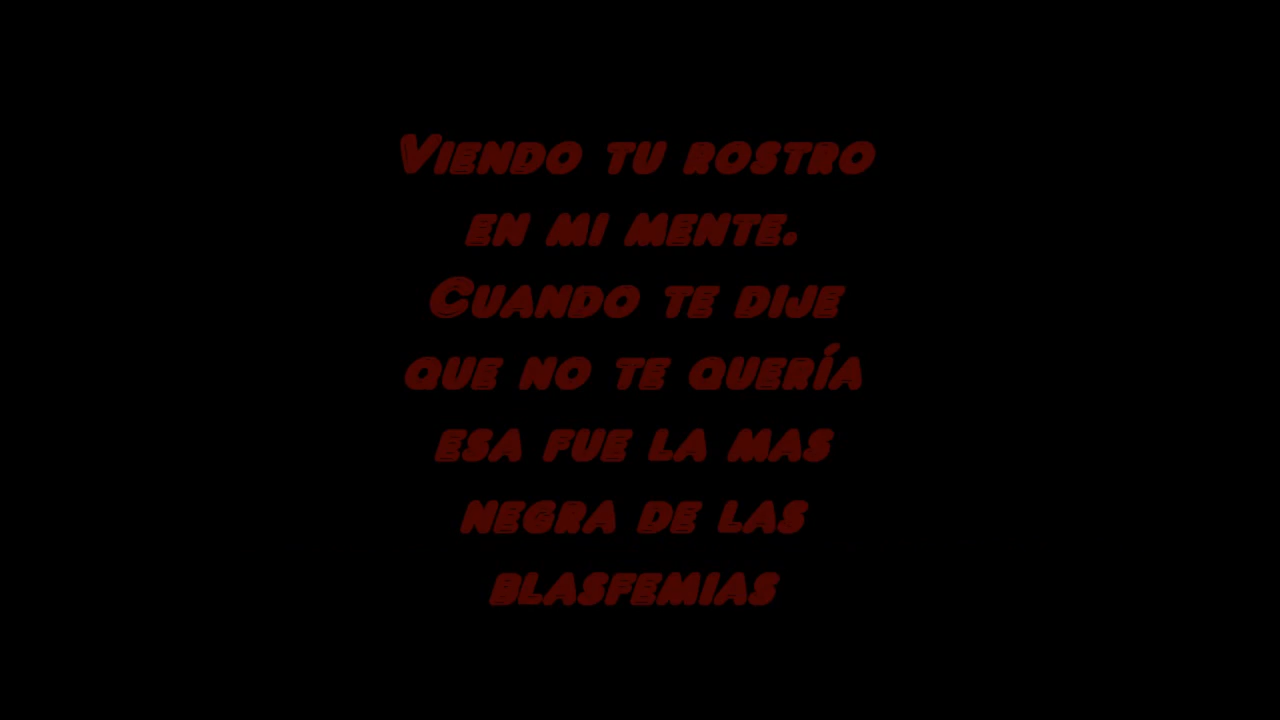 Viendo tu rostro
en mi mente.
Cuando te dije
que no te quería
esa fue la mas
negra de las
blasfemias